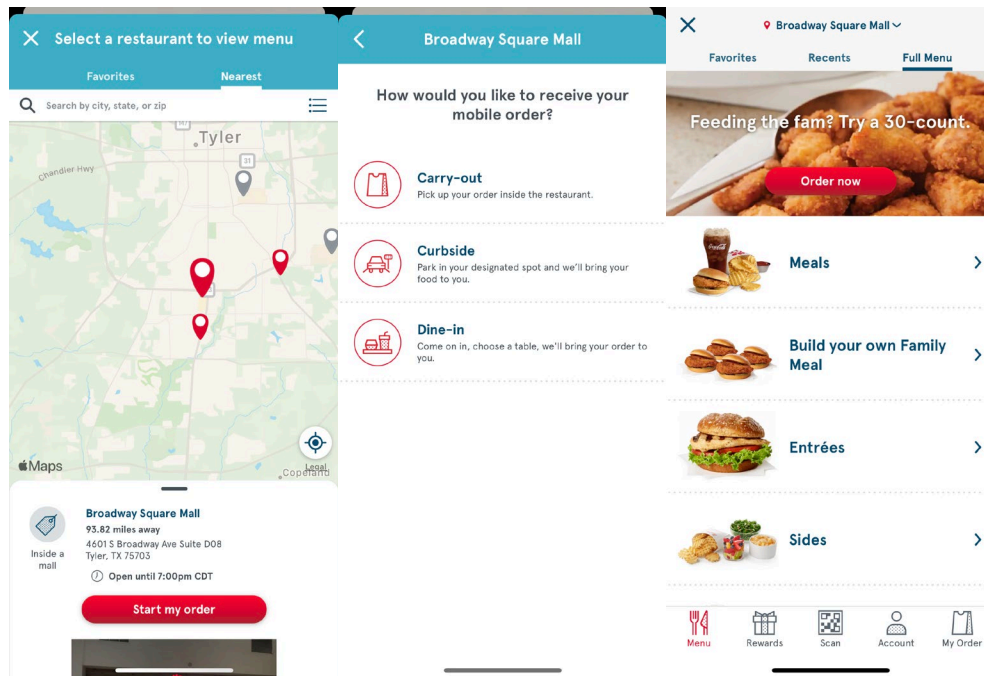 Select a restaurant to view menu
Favorites
Nearest
Search by city, state, or zip
Tyler
31
Chandler Hwy
Maps
Legal
Copeland
Inside a
mall
Broadway Square Mall
93.82 miles away
4601 S Broadway Ave Suite D08
Tyler, TX 75703
Open until 7:00pm CDT
Start my order
Broadway Square Mall
How would you like to receive your
mobile order?
Carry-out
Pick up your order inside the restaurant.
Curbside
Park in your designated spot and we'll bring your
food to you.
Dine-in
Come on in, choose a table, we'll bring your order to
you.
Broadway Square Mall
Favorites
Recents
Full Menu
Feeding the fam? Try a 30-count.
Order now
Meals
Build your own Family
Meal
Entrées
Sides
Menu
Rewards
Scan
Account
My Order